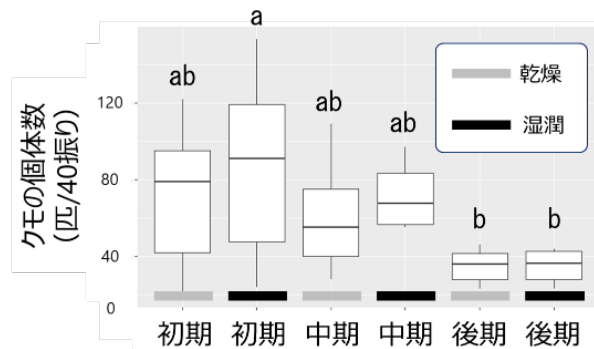 クモの個体数
(匹/40振り)
120
80
40
0
ab
a
ab
ab
b
b
乾燥
湿潤
初期 初期 中期 中期 後期 後期